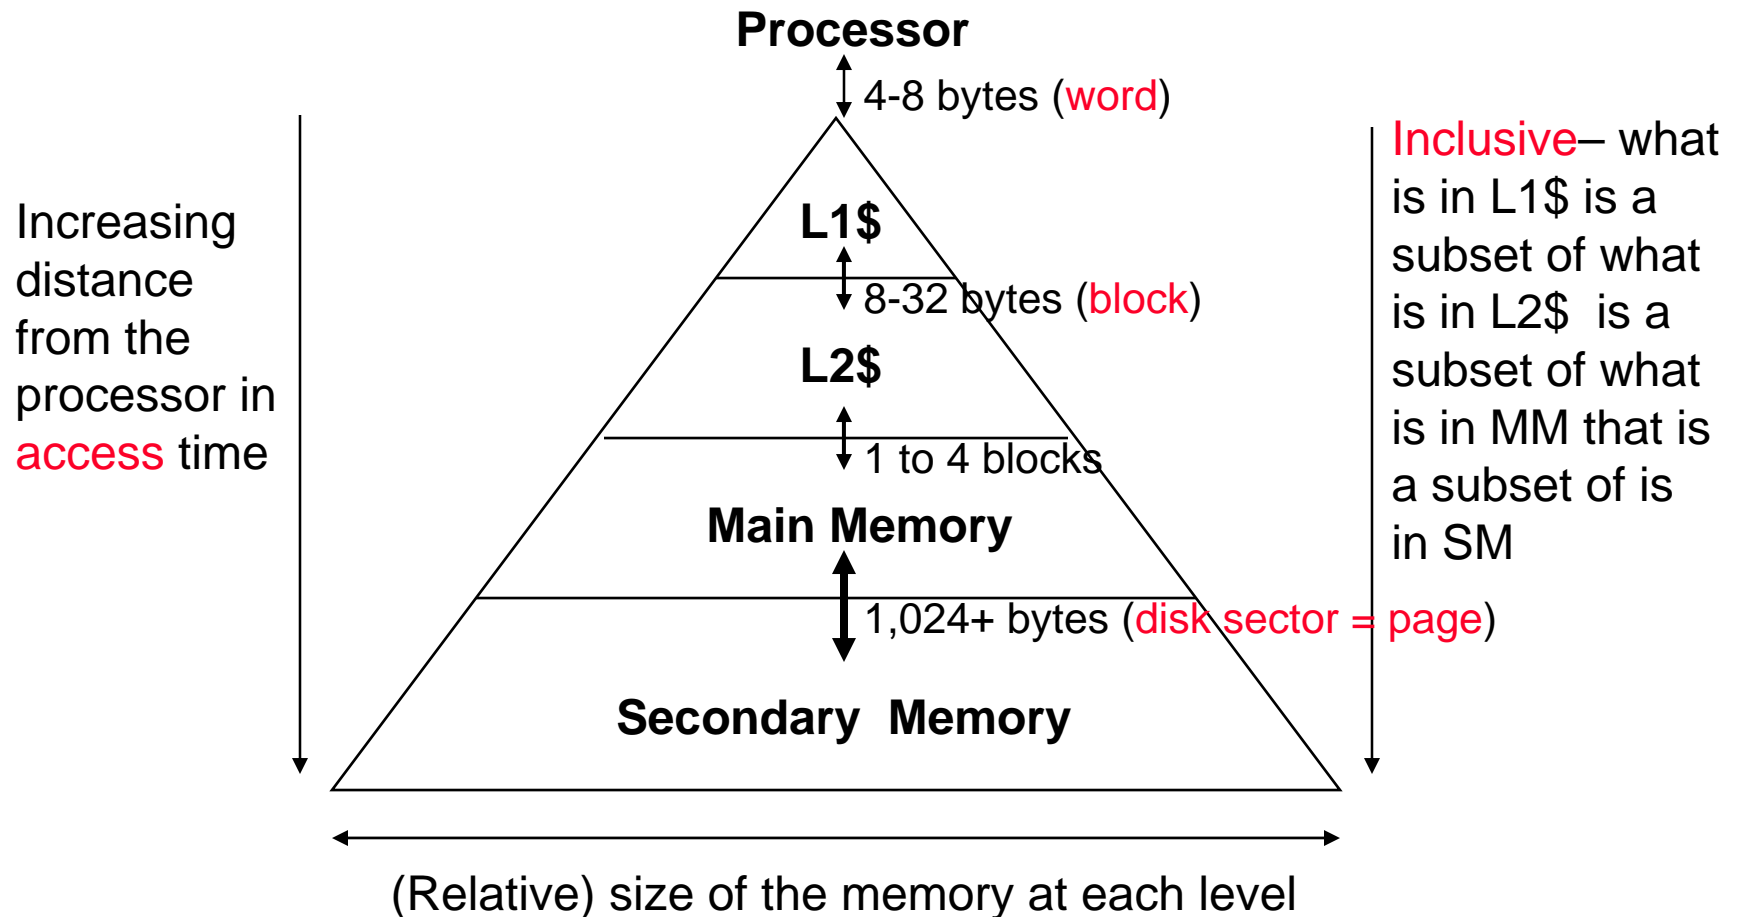 Processor
4-8 bytes (word)
Increasing
distance
from the
processor in
access time
L1$
8-32 bytes (block)
L2$
1 to 4 blocks
Main Memory
1,024+ bytes (disk sector = page)
Secondary Memory
Inclusive– what
is in L1$ is a
subset of what
is in L2$ is a
subset of what
is in MM that is
a subset of is
in SM
(Relative) size of the memory at each level